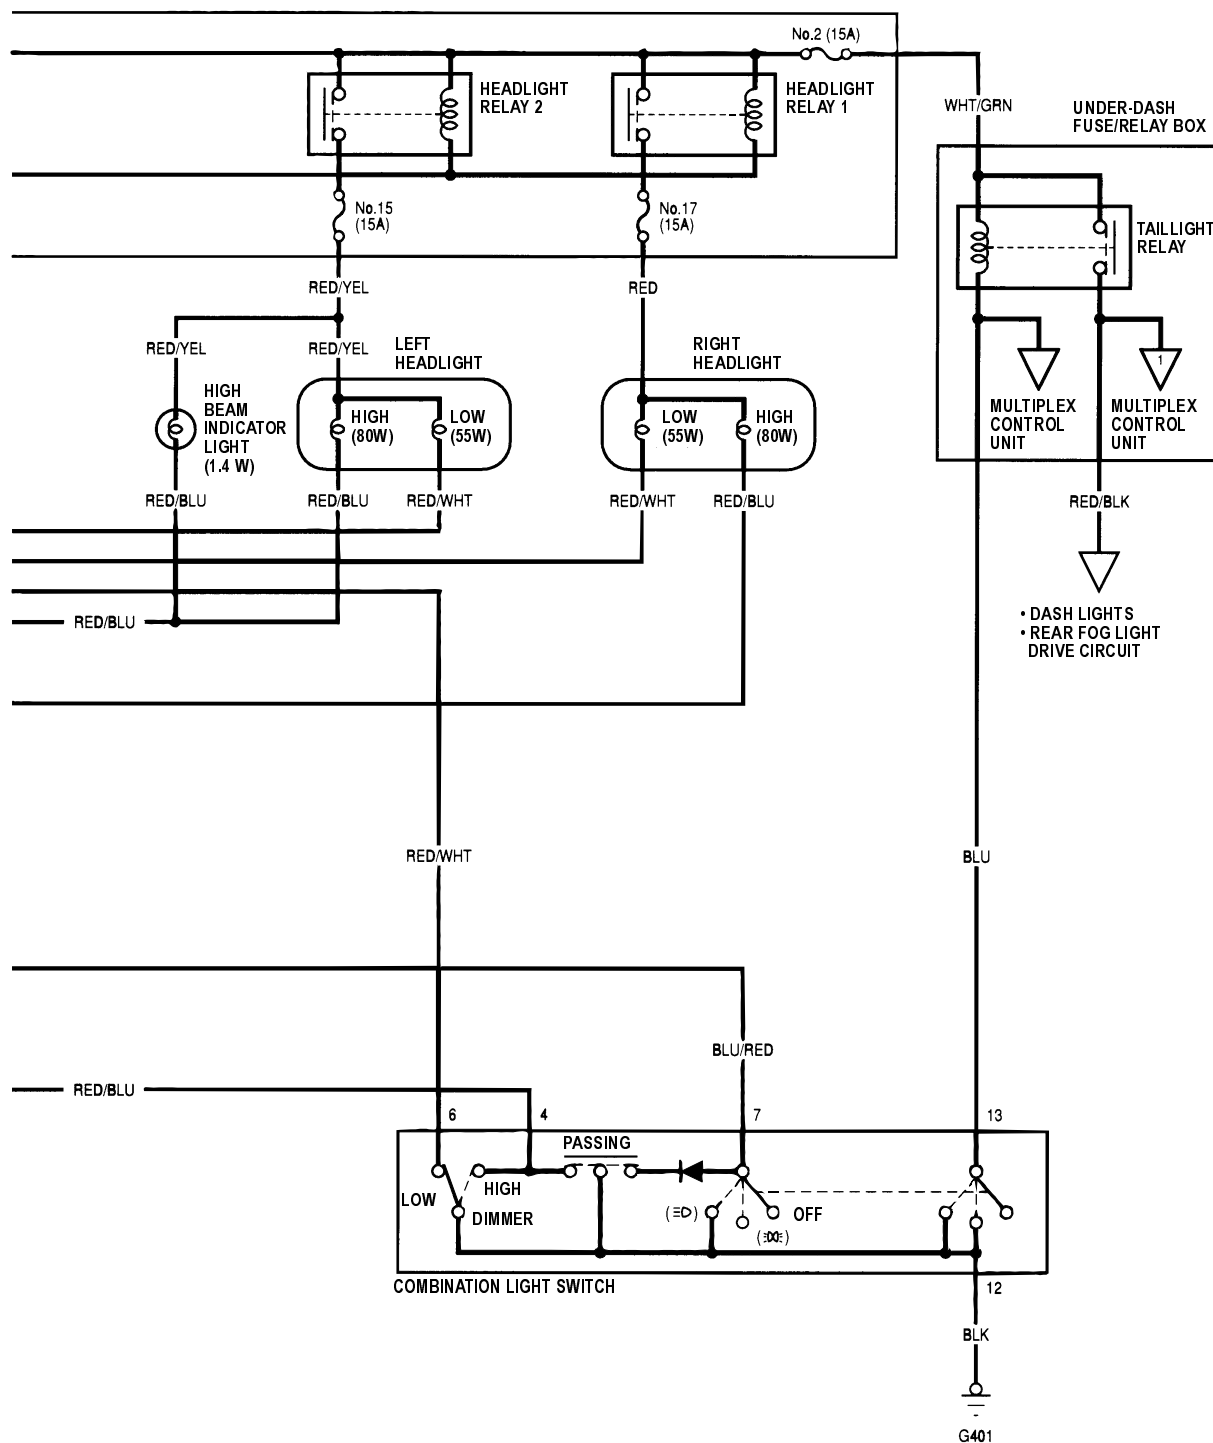 No.2 (15A)
HEADLIGHT
RELAY 2
HEADLIGHT
RELAY 1
WHT/GRN
UNDER-DASH
FUSE/RELAY BOX
No.15
(15A)
No.17
(15A)
TAILLIGHT
RELAY
RED/YEL
RED
RED/YEL
RED/YEL
LEFT
HEADLIGHT
RIGHT
HEADLIGHT
1
HIGH
BEAM
INDICATOR
LIGHT
(1.4 W)
HIGH
(80W)
LOW
(55W)
LOW
(55W)
HIGH
(80W)
MULTIPLEX
CONTROL
UNIT
MULTIPLEX
CONTROL
UNIT
RED/BLU
RED/BLU
RED/WHT
RED/WHT
RED/BLU
RED/BLK
RED/BLU
• DASH LIGHTS
• REAR FOG LIGHT
DRIVE CIRCUIT
RED/WHT
BLU
BLU/RED
RED/BLU
6
4
7
13
PASSING
LOW
HIGH
DIMMER
OFF
COMBINATION LIGHT SWITCH
12
BLK
G401